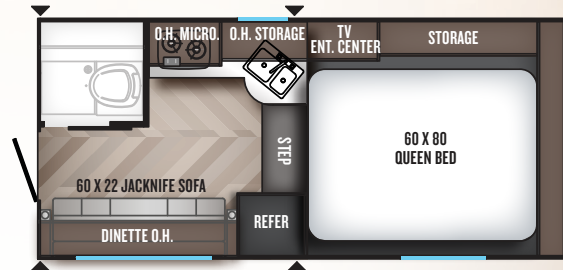 O.H. MICRO.
O.H. STORAGE
TV
ENT. CENTER
STORAGE
STEP
60 X 80
QUEEN BED
60 X 22 JACKNIFE SOFA
REFER
DINETTE O.H.